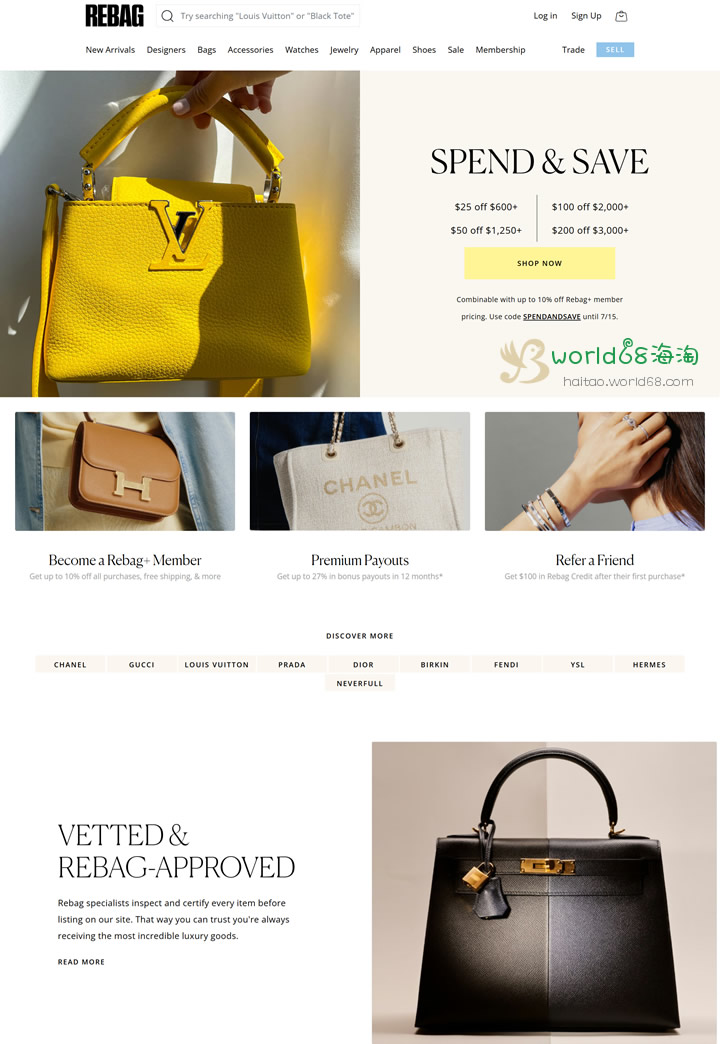 REBAG
Try searching "Louis Vuitton" or "Black Tote"
Log in
Sign Up
New Arrivals
Designers
Bags
Accessories
Watches
Jewelry
Apparel
Shoes
Sale
Membership
Trade
SELL
SPEND & SAVE
$25 off $600+
$100 off $2,000+
$50 off $1,250+
$200 off $3,000+
SHOP NOW
Combinable with up to 10% off Rebag+ member
pricing. Use code SPENDANDSAVE until 7/15.
world68海淘
haitao.world68.com
CHANEL
Become a Rebag+ Member
Get up to 10% off all purchases, free shipping, & more
Premium Payouts
Get up to 27% in bonus payouts in 12 months*
Refer a Friend
Get $100 in Rebag Credit after their first purchase*
DISCOVER MORE
CHANEL
GUCCI
LOUIS VUITTON
PRADA
DIOR
BIRKIN
FENDI
YSL
HERMES
NEVERFULL
VETTED &
REBAG-APPROVED
Rebag specialists inspect and certify every item before
listing on our site. That way you can trust you're always
receiving the most incredible luxury goods.
READ MORE